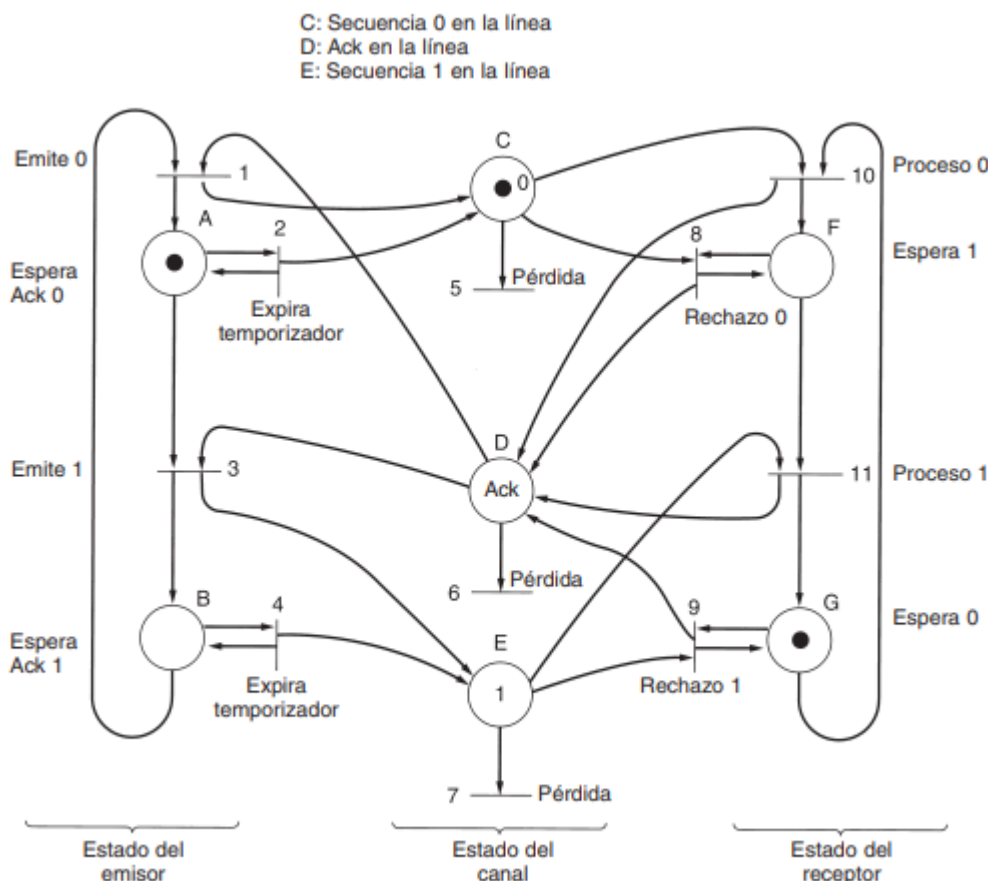 C: Secuencia 0 en la línea
D: Ack en la línea
E: Secuencia 1 en la línea
Emite 0
1
C
0
Proceso 0
10
A
2
8
F
Espera
Ack 0
Espera 1
Expira
temporizador
5
Pérdida
Rechazo 0
D
Emite 1
3
Ack
11
Proceso 1
6
Pérdida
B
4
9
G
Espera
Ack 1
E
1
Espera 0
Expira
temporizador
Rechazo 1
7
Pérdida
Estado del
emisor
Estado del
canal
Estado del
receptor